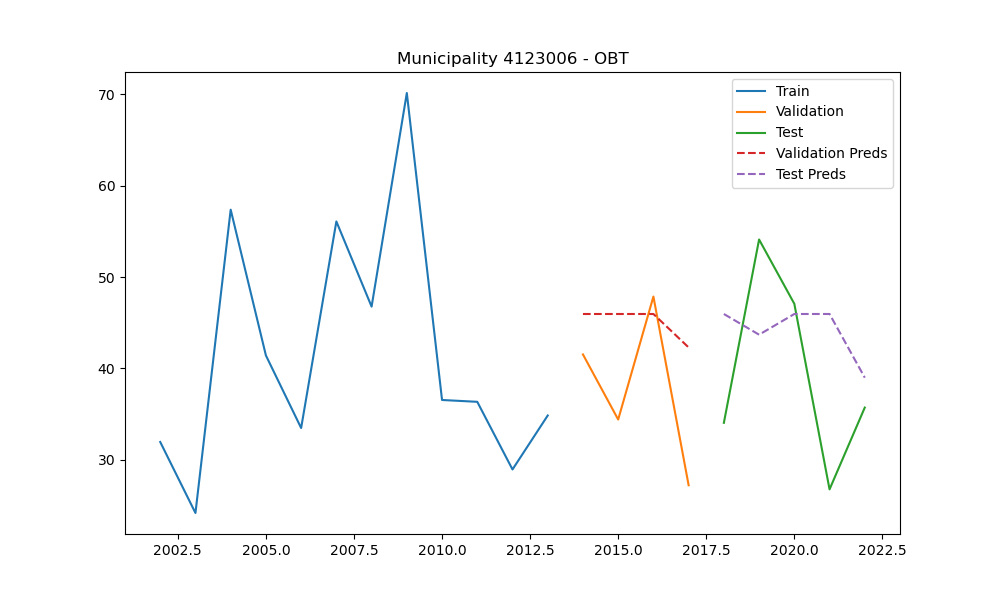 Municipality 4123006 - OBT
Train
Validation
Test
Validation Preds
Test Preds
70
60
50
40
30
2002.5 2005.0 2007.5 2010.0 2012.5 2015.0 2017.5 2020.0 2022.5